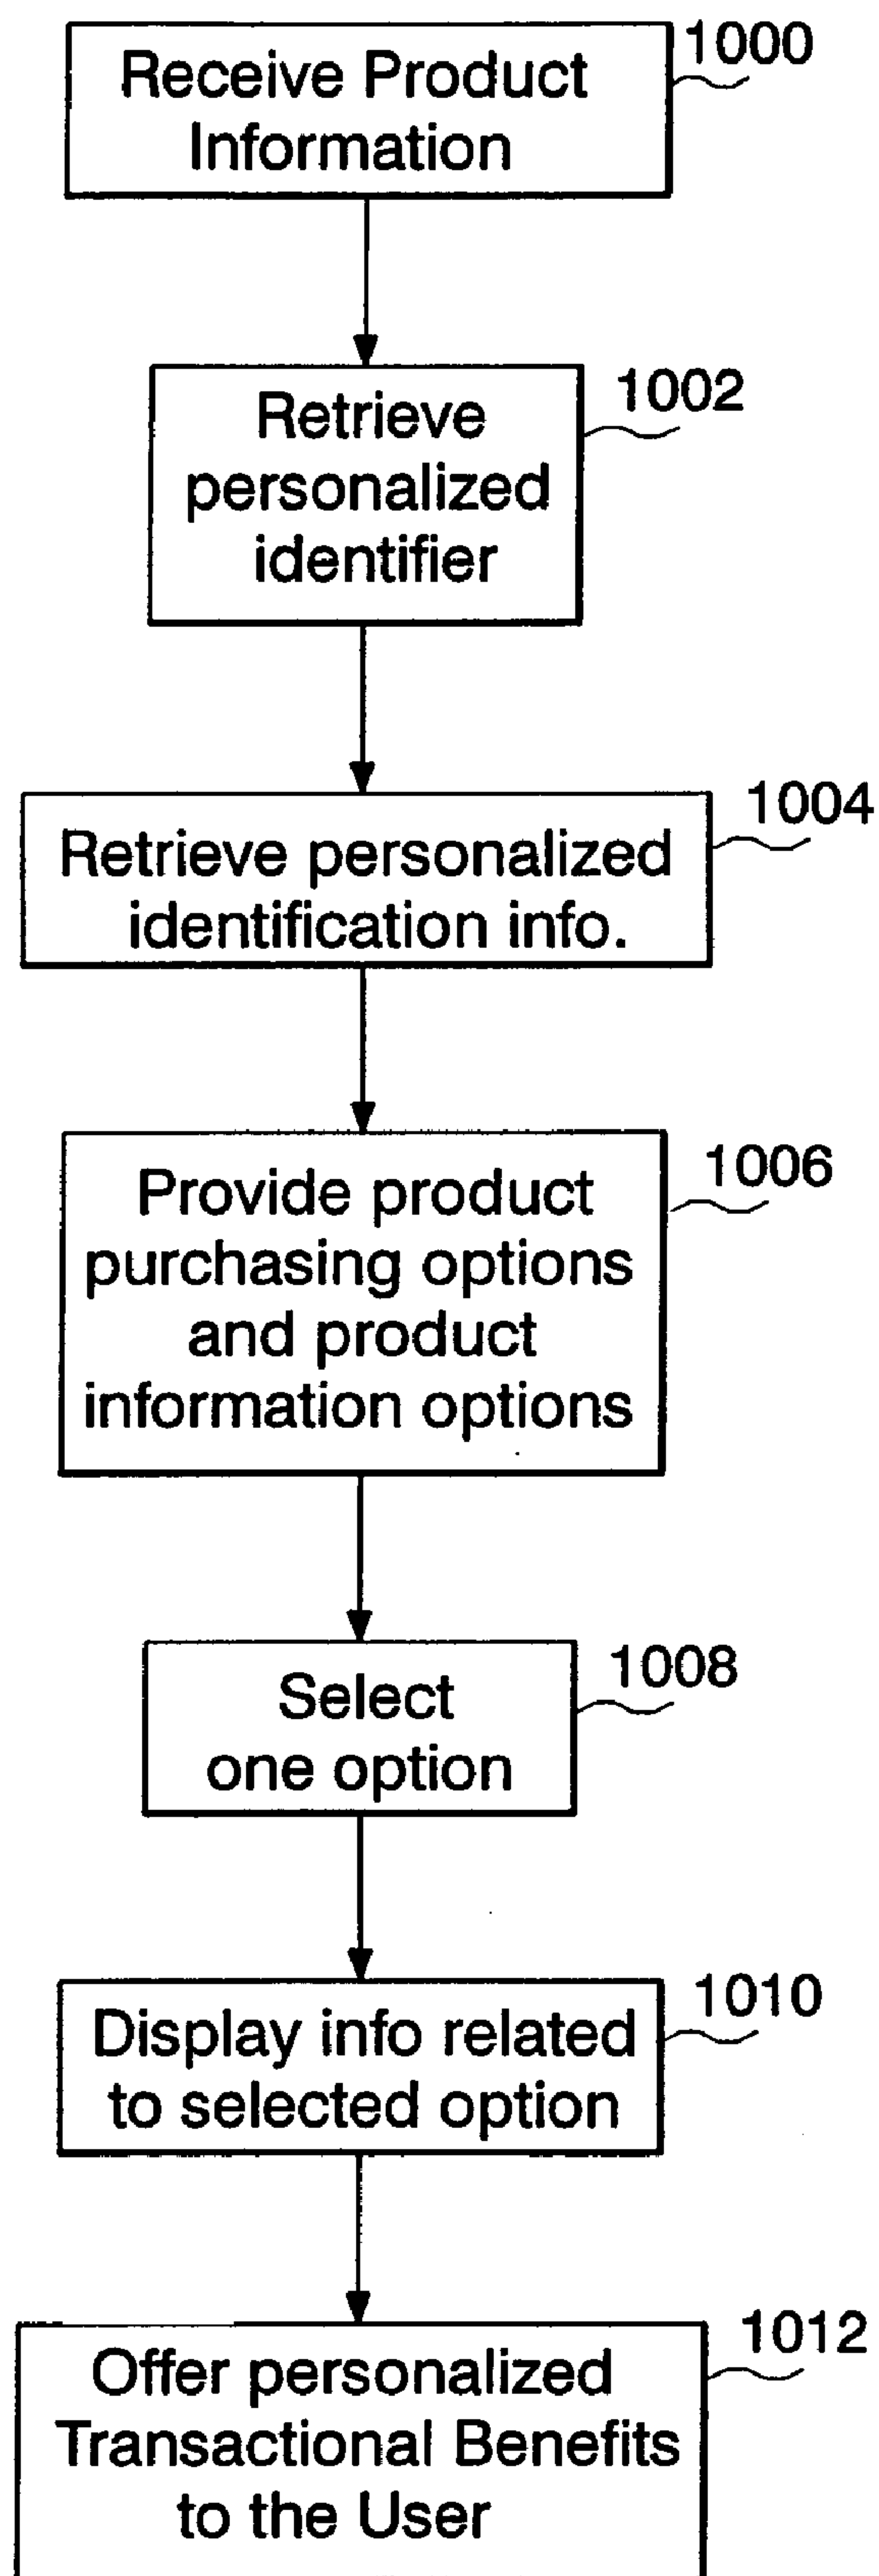 Receive Product
Information
1000
Retrieve
personalized
identifier
1002
Retrieve personalized
identification info.
1004
Provide product
purchasing options
and product
information options
1006
Select
one option
1008
Display info related
to selected option
1010
Offer personalized
Transactional Benefits
to the User
1012